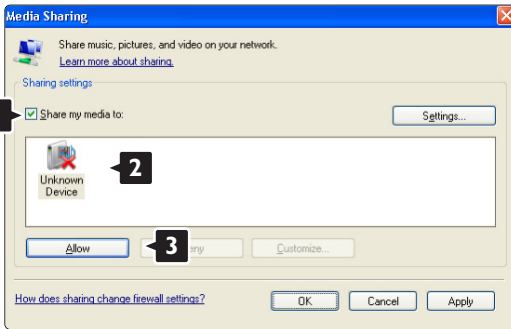 Media Sharing
Share music, pictures, and video on your network.
Learn more about sharing.
Sharing settings
Share my media to:
Settings...
Unknown
Device
2
Allow
3
Customize...
How does sharing change firewall settings?
OK
Cancel
Apply